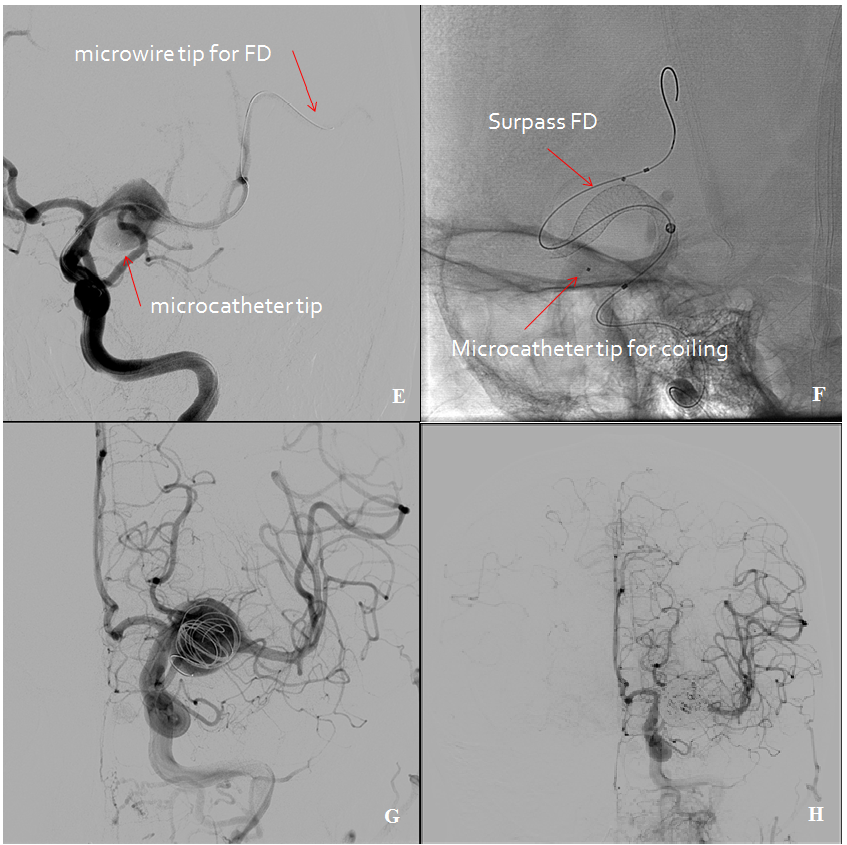 microwire tip for FD
microcatheter tip
E
Surpass FD
Microcatheter tip for coiling
F
G
H